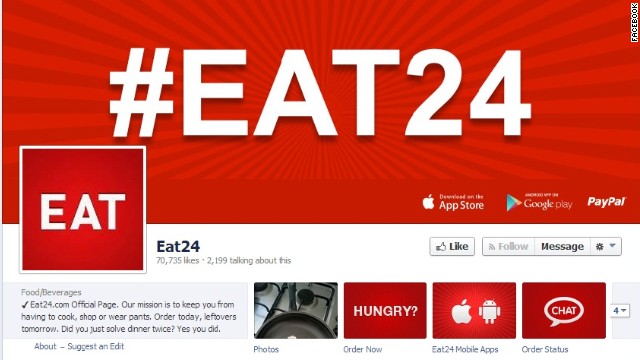 FACEBOOK
#EAT24
EAT
Download on the
App Store
ANDROID APP ON
Google play
PayPal
Eat24
70,735 likes · 2,199 talking about this
Like
Follow
Message
Food/Beverages
✓ Eat24.com Official Page. Our mission is to keep you from
having to cook, shop or wear pants. Order today, leftovers
tomorrow. Did you just solve dinner twice? Yes you did.
About – Suggest an Edit
HUNGRY?
CHAT
4
Photos
Order Now
Eat24 Mobile Apps
Order Status